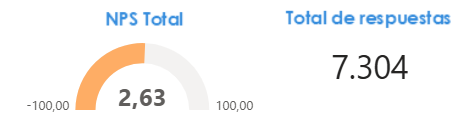 NPS Total
2,63
-100,00
100,00
Total de respuestas
7.304